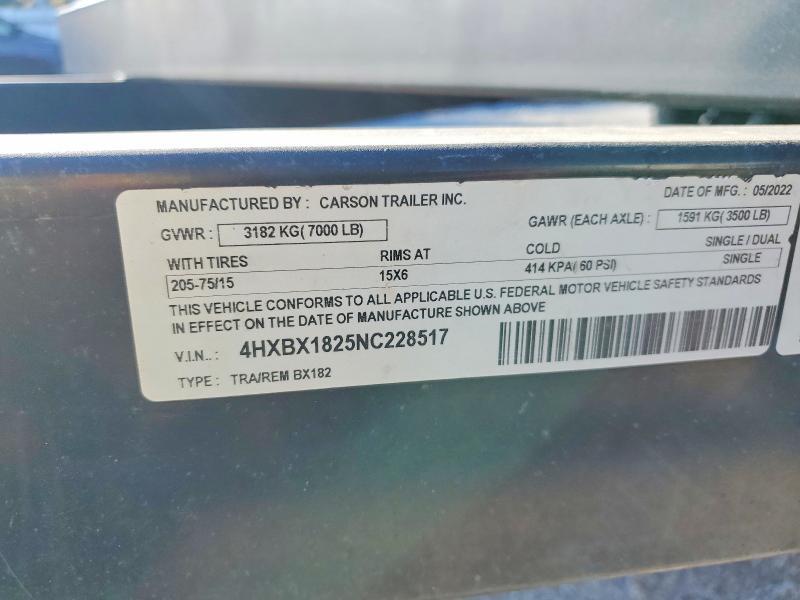 MANUFACTURED BY : CARSON TRAILER INC. DATE OF MFG. : 05/2022
GVWR : 3182 KG( 7000 LB) GAWR (EACH AXLE) : 1591 KG( 3500 LB)
WITH TIRES RIMS AT COLD SINGLE / DUAL
205-75/15 15X6 414 KPA( 60 PSI) SINGLE
THIS VEHICLE CONFORMS TO ALL APPLICABLE U.S. FEDERAL MOTOR VEHICLE SAFETY STANDARDS
IN EFFECT ON THE DATE OF MANUFACTURE SHOWN ABOVE
V.I.N.. : 4HXBX1825NC228517
TYPE : TRA/REM BX182